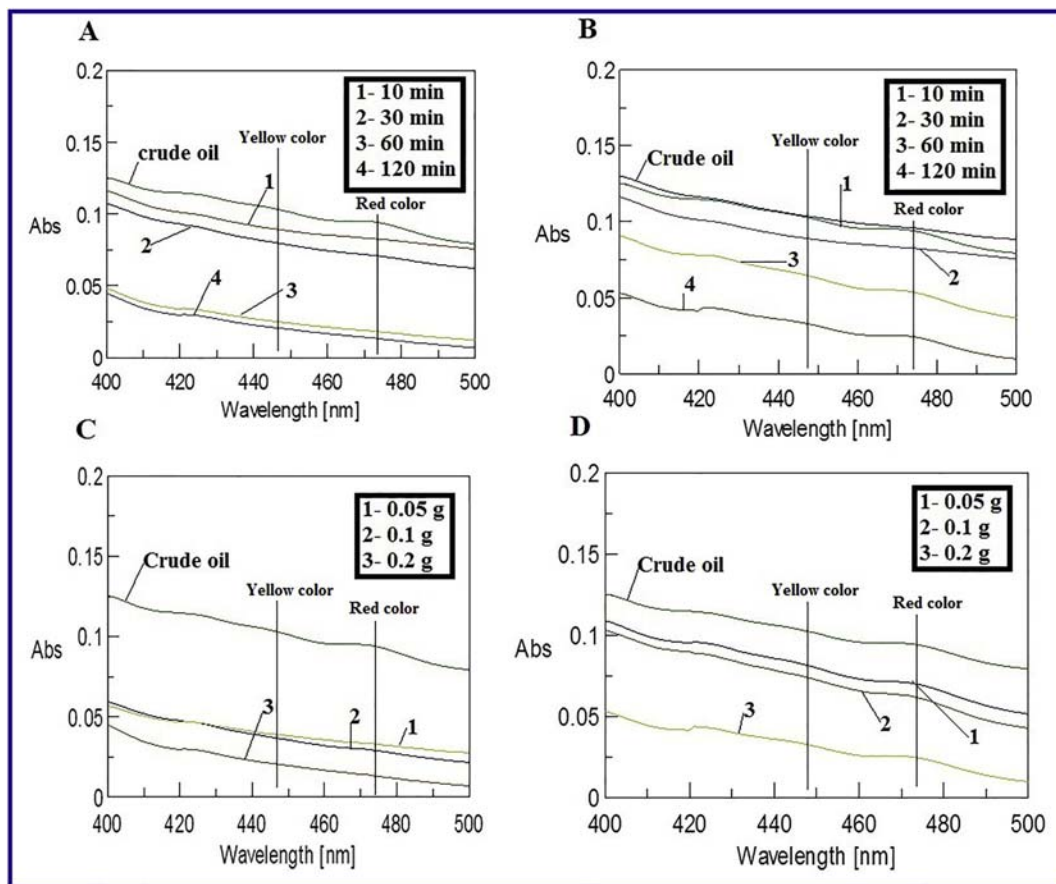 A
0.2
0.15
0.1
0.05
0
Abs
crude oil
1
2
4
3
Yellow color
Red color
1- 10 min
2- 30 min
3- 60 min
4- 120 min
400 420 440 460 480 500
Wavelength [nm]
B
0.2
0.15
0.1
0.05
0
Abs
Crude oil
1
3
2
4
Yellow color
Red color
1- 10 min
2- 30 min
3- 60 min
4- 120 min
400 420 440 460 480 500
Wavelength [nm]
C
0.2
0.15
0.1
0.05
0
Abs
Crude oil
3
2
1
Yellow color
Red color
1- 0.05 g
2- 0.1 g
3- 0.2 g
400 420 440 460 480 500
Wavelength [nm]
D
0.2
0.15
0.1
0.05
0
Abs
Crude oil
3
2
1
Yellow color
Red color
1- 0.05 g
2- 0.1 g
3- 0.2 g
400 420 440 460 480 500
Wavelength [nm]